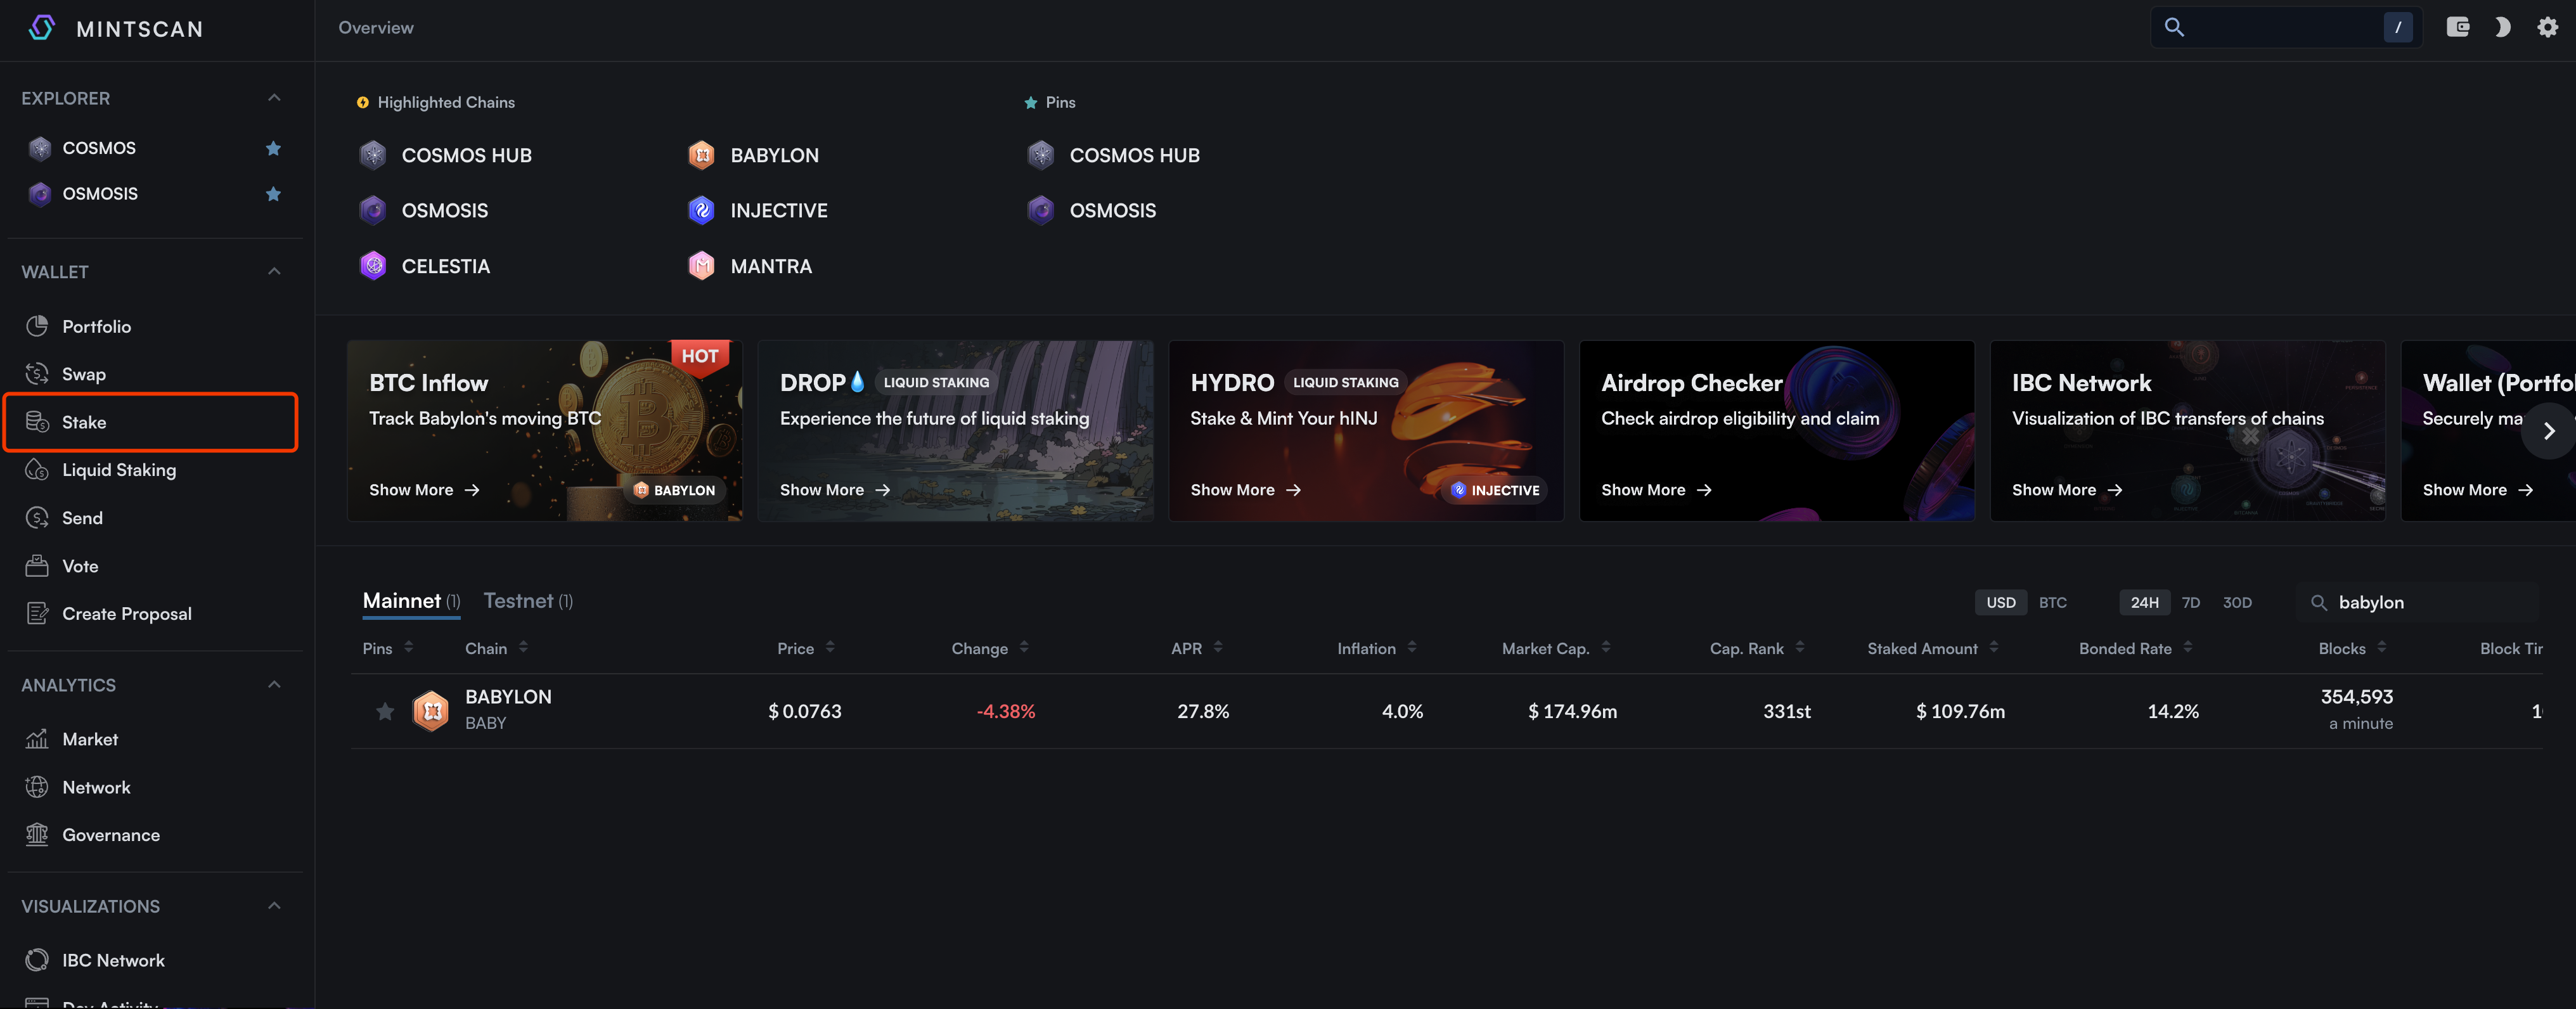 MINTSCAN
Overview
/
EXPLORER
COSMOS
OSMOSIS
WALLET
Portfolio
Swap
Stake
Liquid Staking
Send
Vote
Create Proposal
ANALYTICS
Market
Network
Governance
VISUALIZATIONS
IBC Network
Dev Activity
Highlighted Chains
COSMOS HUB
BABYLON
OSMOSIS
INJECTIVE
CELESTIA
MANTRA
Pins
COSMOS HUB
OSMOSIS
HOT
BTC Inflow
Track Babylon's moving BTC
Show More
BABYLON
DROP LIQUID STAKING
Experience the future of liquid staking
Show More
HYDRO LIQUID STAKING
Stake & Mint Your hINJ
Show More
INJECTIVE
Airdrop Checker
Check airdrop eligibility and claim
Show More
IBC Network
Visualization of IBC transfers of chains
Show More
Wallet (Portfol
Securely ma
Show More
Mainnet (1) Testnet (1)
USD BTC 24H 7D 30D babylon
Pins Chain Price Change APR Inflation Market Cap. Cap. Rank Staked Amount Bonded Rate Blocks Block Tir
BABYLON
BABY
$ 0.0763 -4.38% 27.8% 4.0% $ 174.96m 331st $ 109.76m 14.2% 354,593
a minute